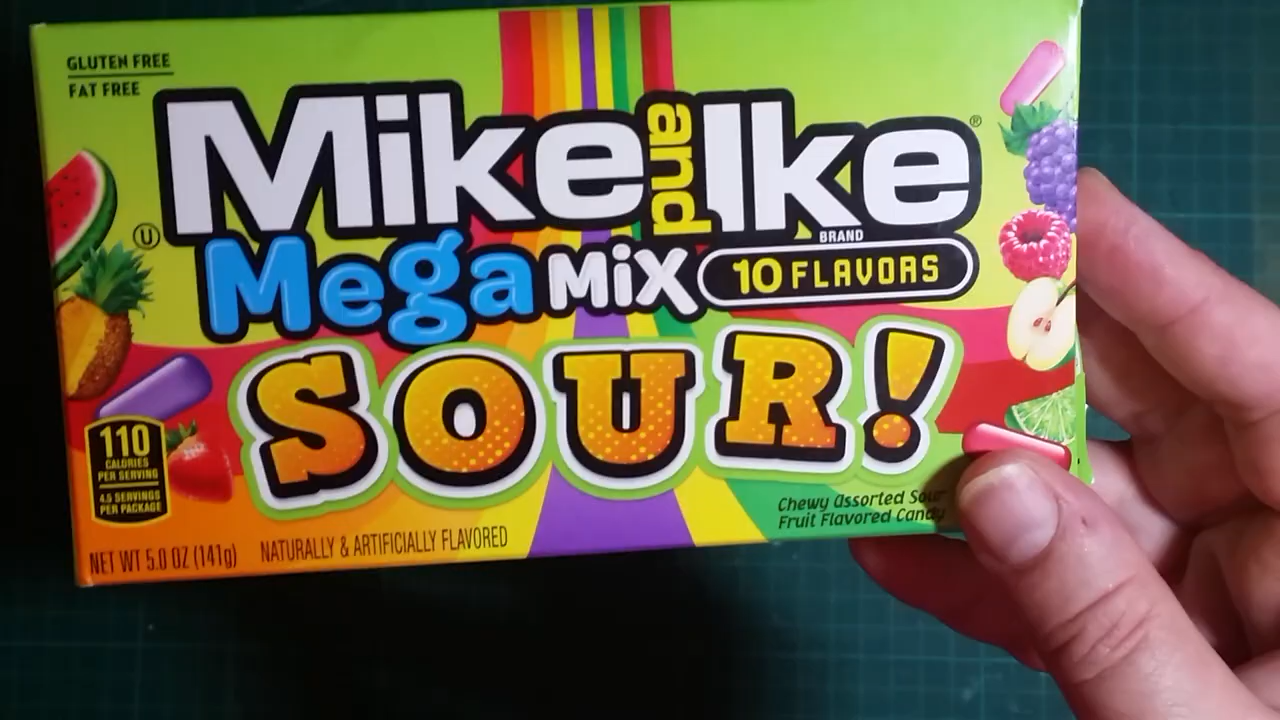 GLUTEN FREE
FAT FREE
Mike and Ike®
BRAND
U
Mega Mix 10 FLAVORS
SOUR!
110
CALORIES
PER SERVING
4.5 SERVINGS
PER PACKAGE
Chewy Assorted Sour
Fruit Flavored Candy
NET WT 5.0 OZ (141g) NATURALLY & ARTIFICIALLY FLAVORED